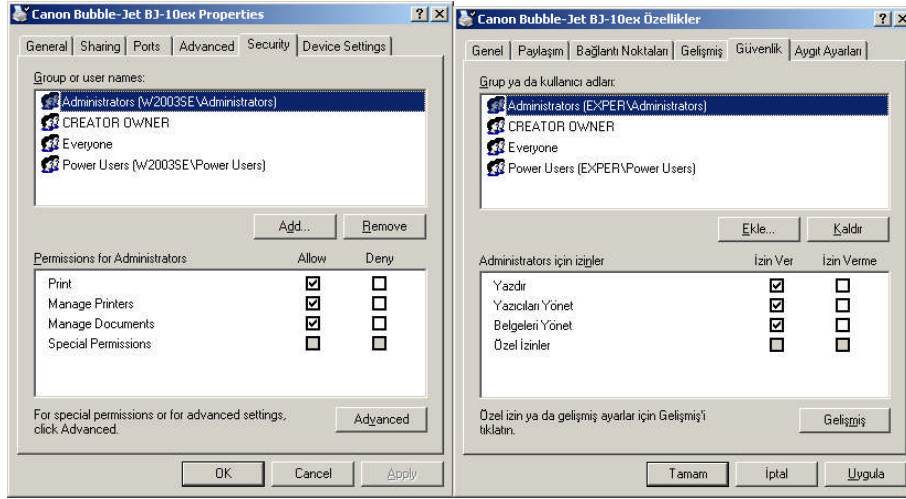 Canon Bubble-Jet BJ-10ex Properties
General Sharing Ports Advanced Security Device Settings
Group or user names:
Administrators (W2003SE\Administrators)
CREATOR OWNER
Everyone
Power Users (W2003SE\Power Users)
Add... Remove
Permissions for Administrators Allow Deny
Print
Manage Printers
Manage Documents
Special Permissions
For special permissions or for advanced settings,
click Advanced.
Advanced
OK Cancel Apply
Canon Bubble-Jet BJ-10ex Özellikler
Genel Paylaşım Bağlantı Noktaları Gelişmiş Güvenlik Aygıt Ayarları
Grup ya da kullanıcı adları:
Administrators (EXPER\Administrators)
CREATOR OWNER
Everyone
Power Users (EXPER\Power Users)
Ekle... Kaldır
Administrators için izinler İzin Ver İzin Verme
Yazdır
Yazıcıları Yönet
Belgeleri Yönet
Özel İzinler
Özel izin ya da gelişmiş ayarlar için Gelişmiş'i
tıklatın.
Gelişmiş
Tamam İptal Uygula